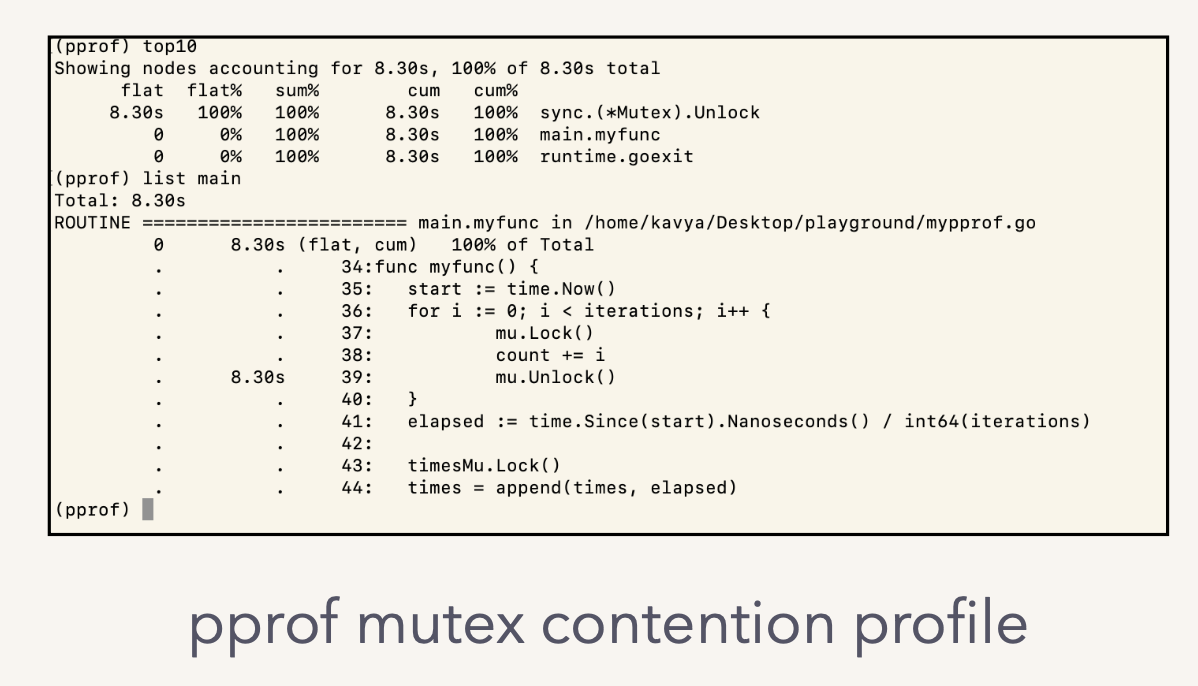 (pprof) top10
Showing nodes accounting for 8.30s, 100% of 8.30s total
      flat  flat%   sum%        cum   cum%
     8.30s   100%   100%      8.30s   100%  sync.(*Mutex).Unlock
         0     0%   100%      8.30s   100%  main.myfunc
         0     0%   100%      8.30s   100%  runtime.goexit
(pprof) list main
Total: 8.30s
ROUTINE ======================== main.myfunc in /home/kavya/Desktop/playground/mypprof.go
         0      8.30s (flat, cum)   100% of Total
         .          .     34:func myfunc() {
         .          .     35:   start := time.Now()
         .          .     36:   for i := 0; i < iterations; i++ {
         .          .     37:           mu.Lock()
         .          .     38:           count += i
         .      8.30s     39:           mu.Unlock()
         .          .     40:   }
         .          .     41:   elapsed := time.Since(start).Nanoseconds() / int64(iterations)
         .          .     42:
         .          .     43:   timesMu.Lock()
         .          .     44:   times = append(times, elapsed)
(pprof)
pprof mutex contention profile